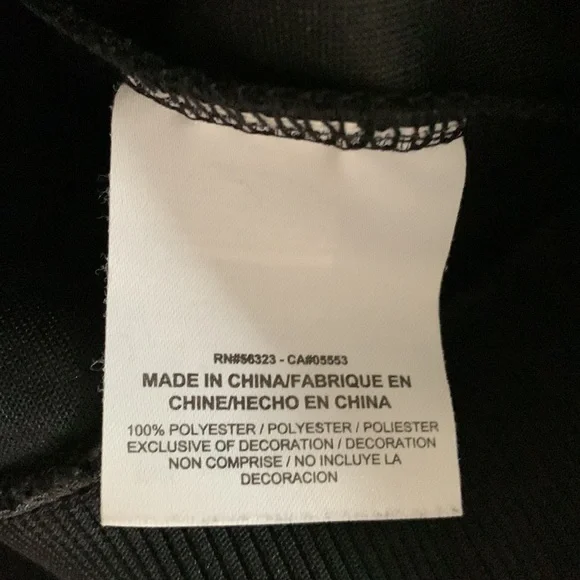 RN#56323 - CA#05553
MADE IN CHINA/FABRIQUE EN
CHINE/HECHO EN CHINA
100% POLYESTER / POLYESTER / POLIESTER
EXCLUSIVE OF DECORATION / DECORATION
NON COMPRISE / NO INCLUYE LA
DECORACION